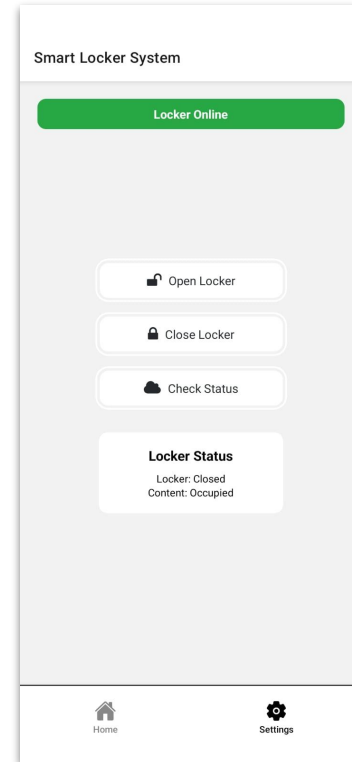 Smart Locker System
Locker Online
Open Locker
Close Locker
Check Status
Locker Status
Locker: Closed
Content: Occupied
Home
Settings